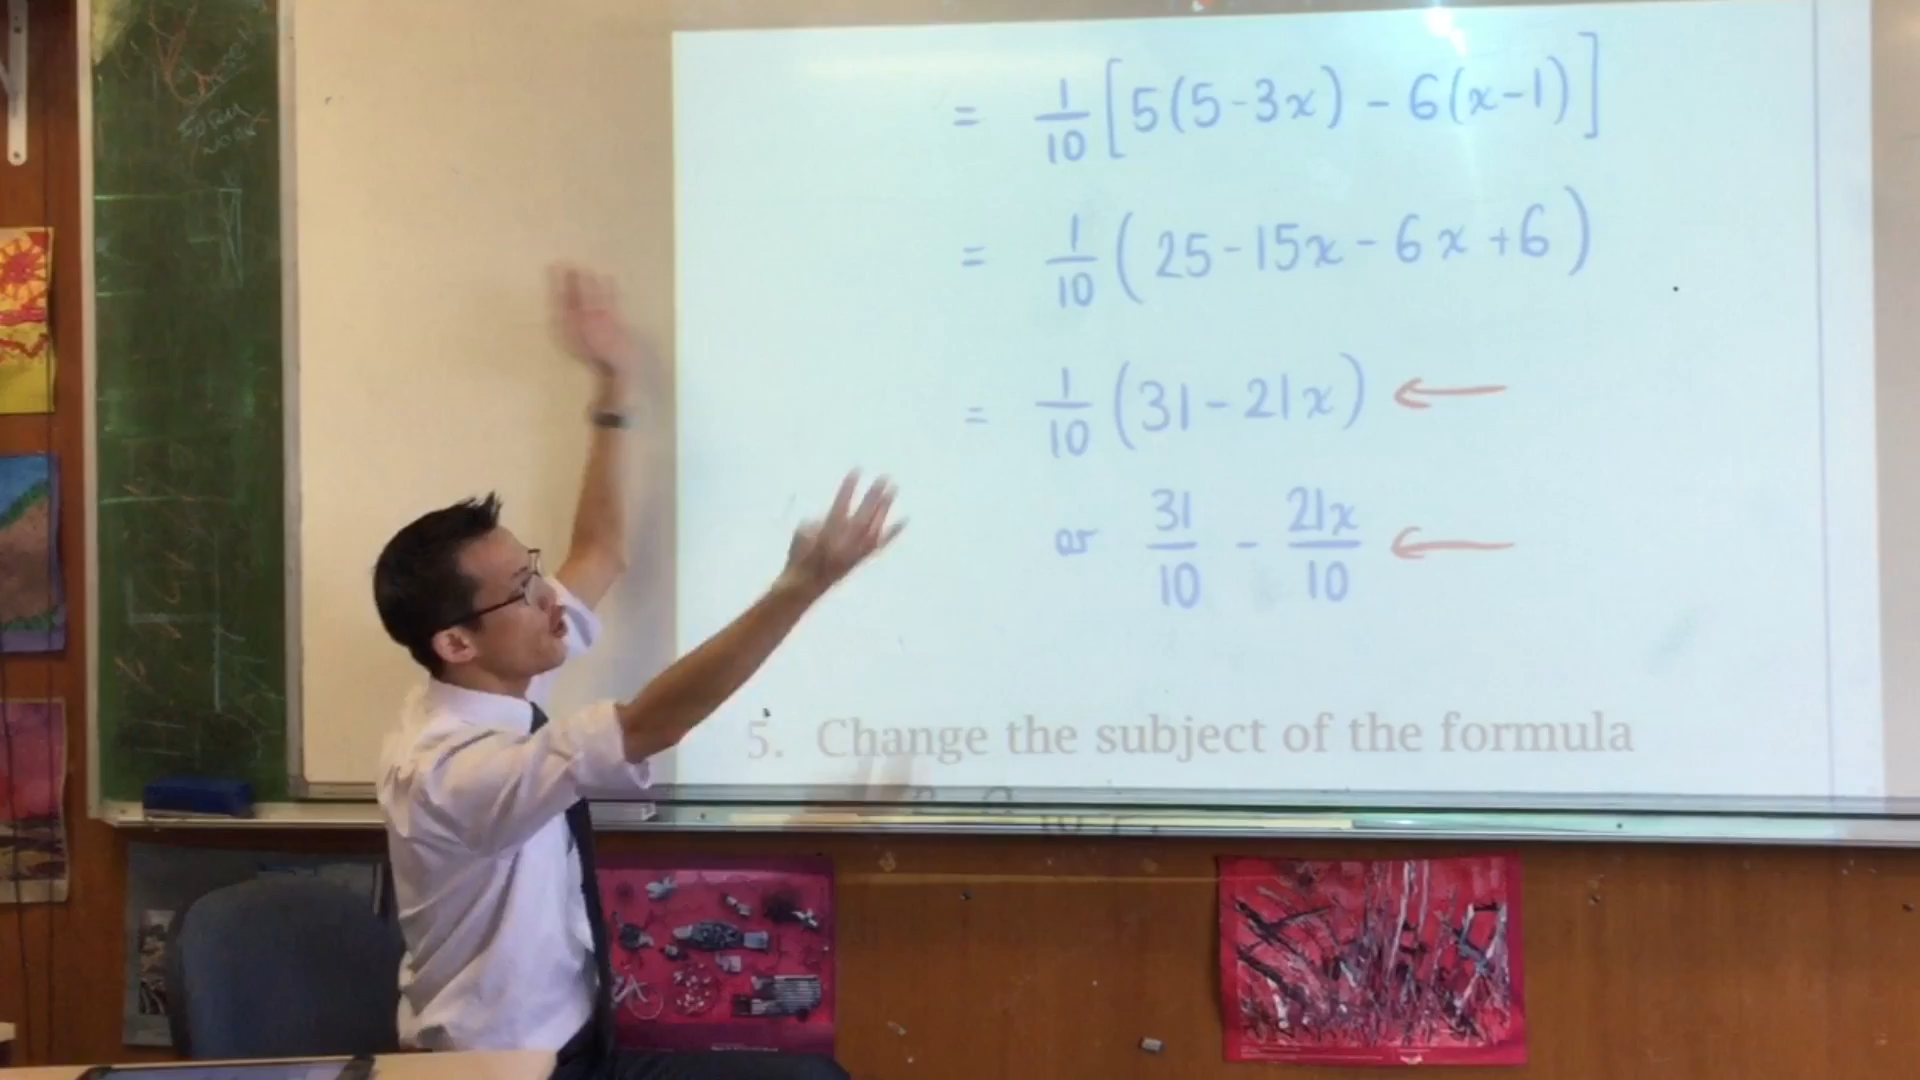 = 1/10 [5(5-3x) - 6(x-1)]
= 1/10 (25-15x-6x+6)
= 1/10 (31-21x) ←
or 31/10 - 21x/10 ←
5. Change the subject of the formula